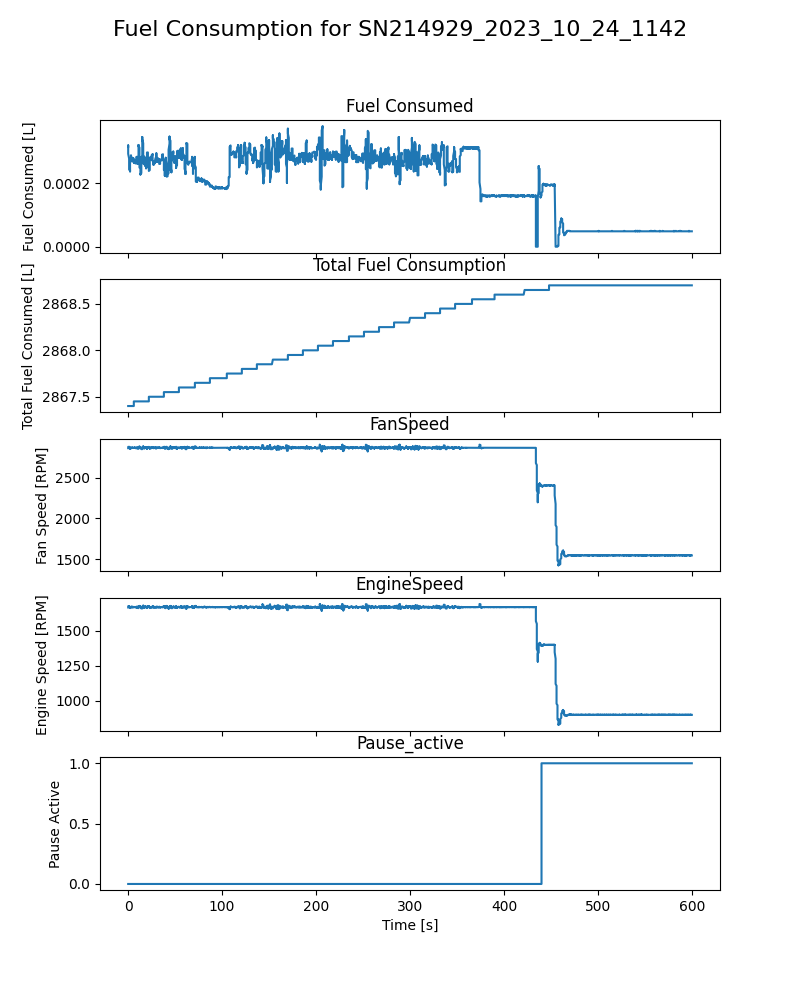 Fuel Consumption for SN214929_2023_10_24_1142
Fuel Consumed
Fuel Consumed [L]
0.0002
0.0000
Total Fuel Consumption
Total Fuel Consumed [L]
2868.5
2868.0
2867.5
FanSpeed
Fan Speed [RPM]
2500
2000
1500
EngineSpeed
Engine Speed [RPM]
1500
1250
1000
Pause_active
Pause Active
1.0
0.5
0.0
0 100 200 300 400 500 600
Time [s]